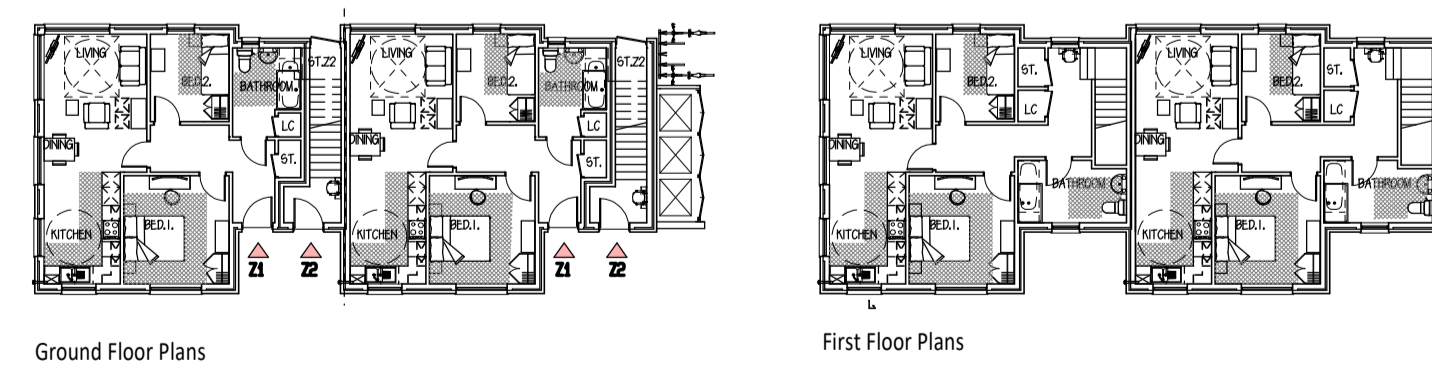 LIVING
BED.2.
BATHROOM.
ST.Z2
LC
ST.
DINING
KITCHEN
BED.1.
Z1
Z2
LIVING
BED.2.
BATHROOM.
ST.Z2
LC
ST.
DINING
KITCHEN
BED.1.
Z1
Z2
Ground Floor Plans
LIVING
BED.2.
ST.
LC
DINING
BATHROOM
KITCHEN
BED.1.
LIVING
BED.2.
ST.
LC
DINING
BATHROOM
KITCHEN
BED.1.
First Floor Plans